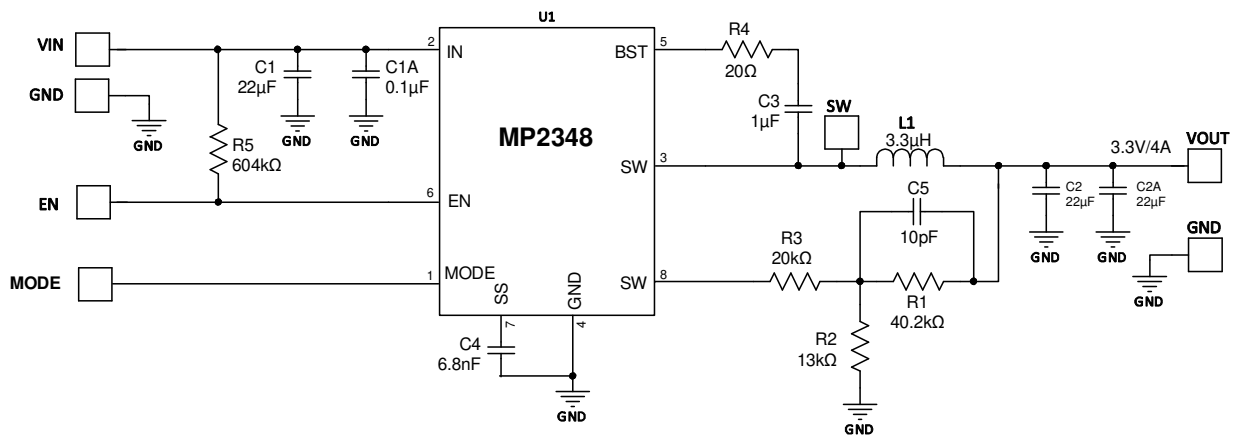 U1
VIN
2
IN
BST
5
R4
20Ω
C1
22µF
C1A
0.1µF
GND
GND
GND
GND
R5
604kΩ
C3
1µF
SW
MP2348
SW
3
L1
3.3µH
3.3V/4A
VOUT
C2
22µF
C2A
22µF
GND
GND
GND
GND
EN
6
EN
C5
10pF
MODE
1
MODE
SW
8
R3
20kΩ
R1
40.2kΩ
SS
7
GND
4
C4
6.8nF
GND
R2
13kΩ
GND